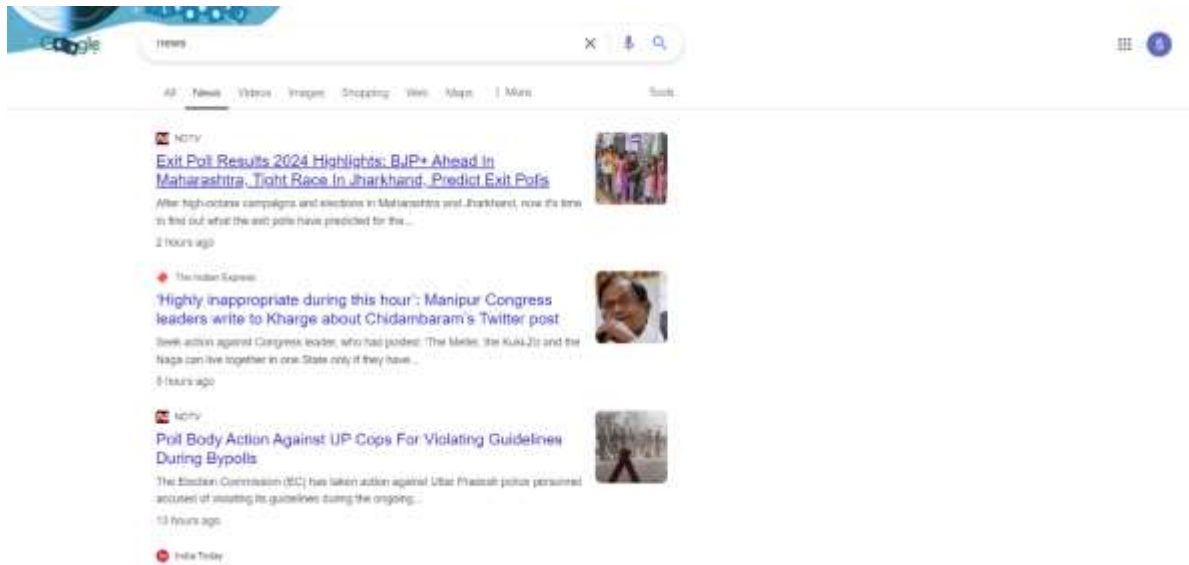 Google
news
All News Videos Images Shopping Web Maps More Tools
NDTV
Exit Poll Results 2024 Highlights: BJP+ Ahead In
Maharashtra, Tight Race In Jharkhand, Predict Exit Polls
After high-octane campaigns and elections in Maharashtra and Jharkhand, now it's time
to find out what the exit polls have predicted for the...
2 hours ago
The Indian Express
'Highly inappropriate during this hour': Manipur Congress
leaders write to Kharge about Chidambaram's Twitter post
Seek action against Congress leader, who had posted: 'The Meitei, the Kuki-Zo and the
Naga can live together in one State only if they have...
hours ago
NDTV
Poll Body Action Against UP Cops For Violating Guidelines
During Bypolls
The Election Commission (EC) has taken action against Uttar Pradesh police personnel
accused of violating its guidelines during the ongoing...
13 hours ago
India Today